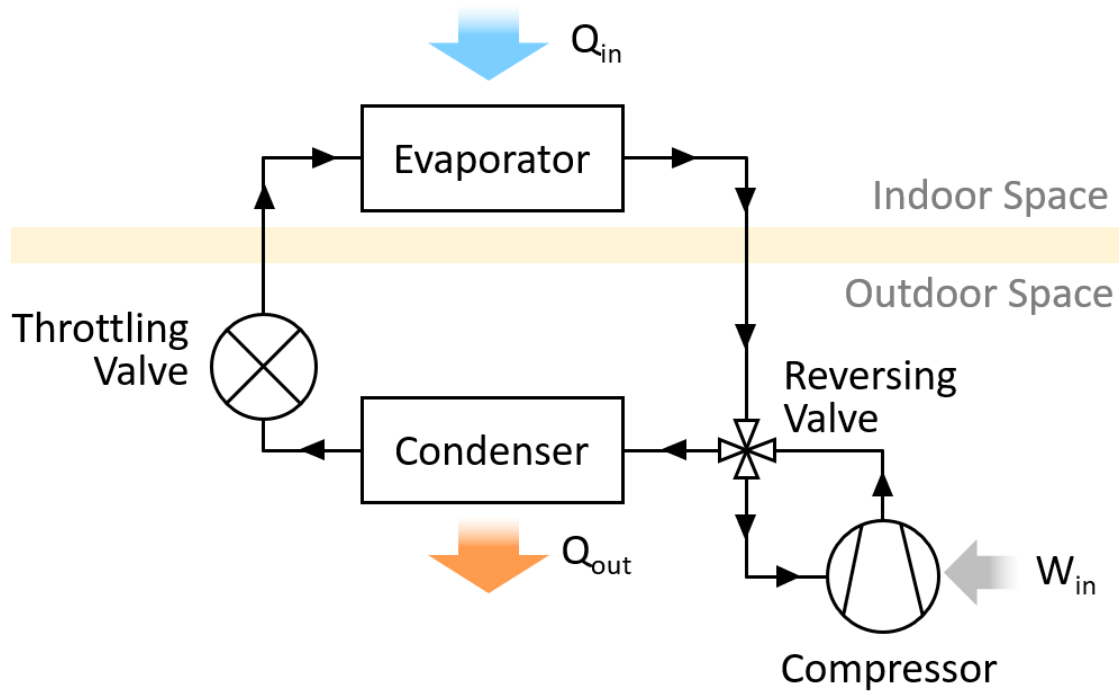 Q_in
Evaporator
Indoor Space
Outdoor Space
Throttling
Valve
Reversing
Valve
Condenser
Q_out
W_in
Compressor